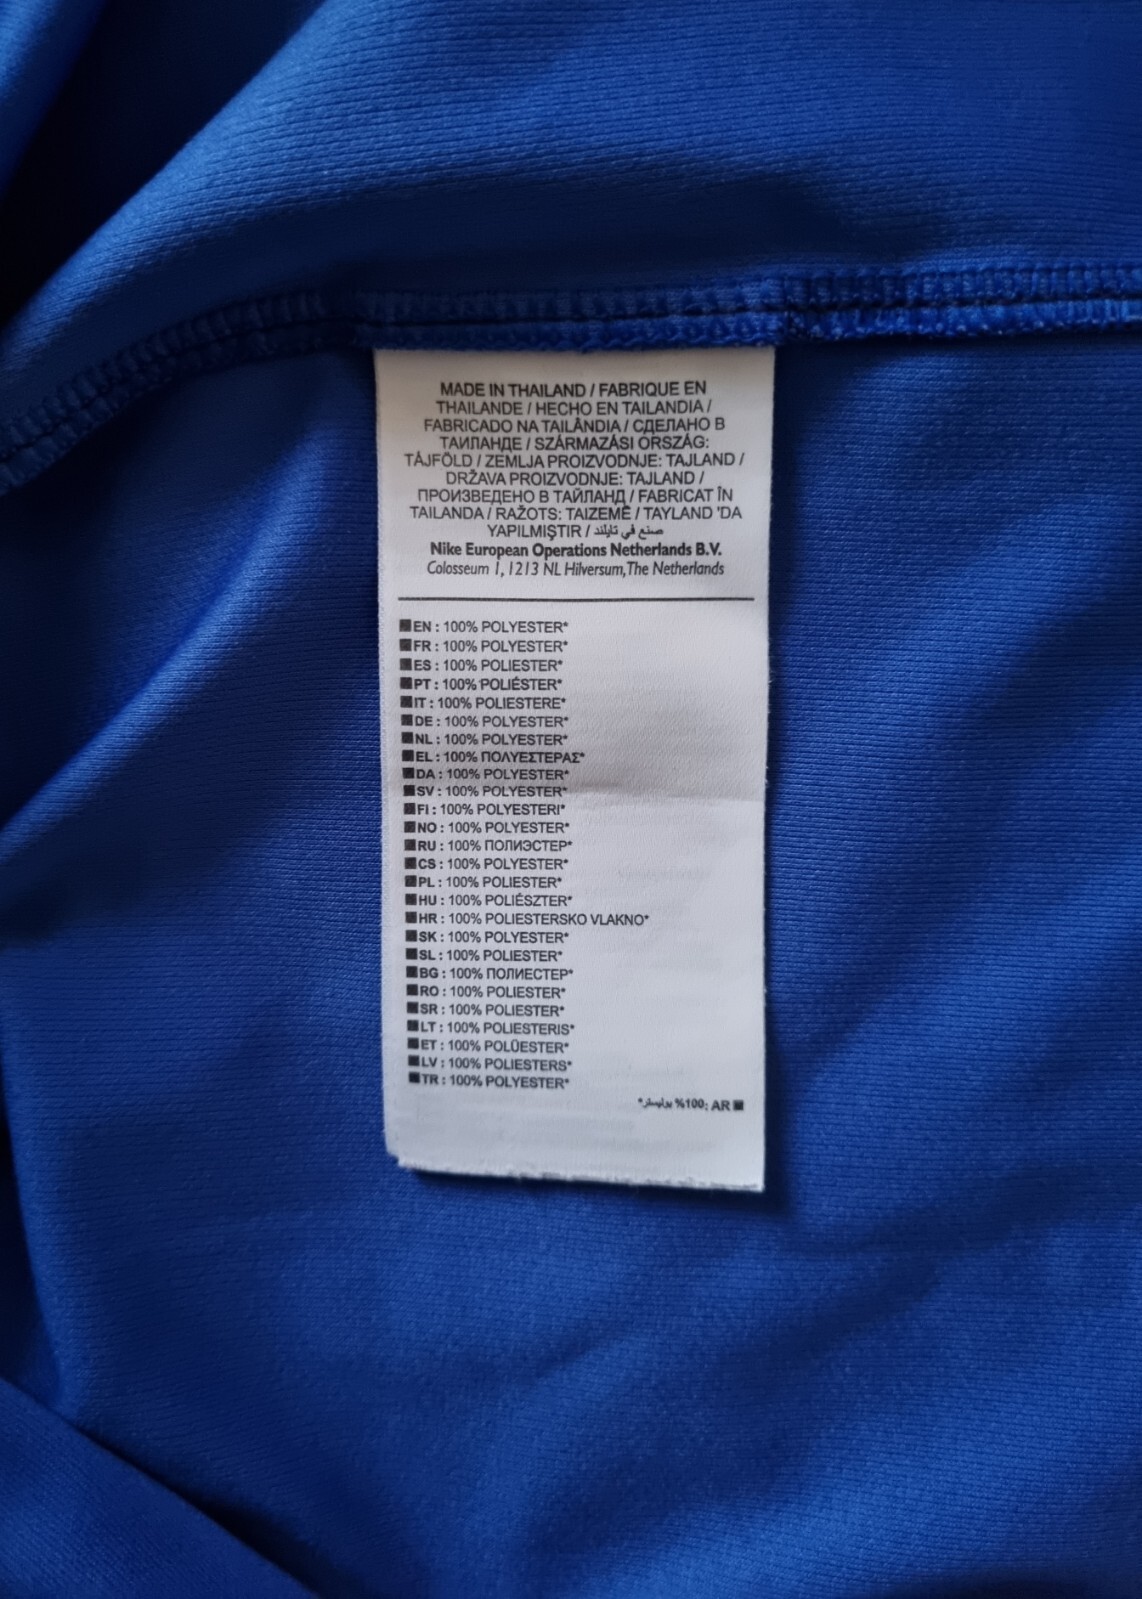 MADE IN THAILAND / FABRIQUE EN
THAILANDE / HECHO EN TAILANDIA /
FABRICADO NA TAILÂNDIA / СДЕЛАНО В
ТАИЛАНДЕ / SZÁRMAZÁSI ORSZÁG:
TÁJFÖLD / ZEMLJA PROIZVODNJE: TAJLAND /
DRŽAVA PROIZVODNJE: TAJLAND /
ПРОИЗВЕДЕНО В ТАЙЛАНД / FABRICAT ÎN
TAILANDA / RAŽOTS: TAIZEMĒ / TAYLAND 'DA
YAPILMIŞTIR / صنع في تايلند
Nike European Operations Netherlands B.V.
Colosseum 1, 1213 NL Hilversum, The Netherlands
EN : 100% POLYESTER*
FR : 100% POLYESTER*
ES : 100% POLIESTER*
PT : 100% POLIÉSTER*
IT : 100% POLIESTERE*
DE : 100% POLYESTER*
NL : 100% POLYESTER*
EL : 100% ΠΟΛΥΕΣΤΕΡΑΣ*
DA : 100% POLYESTER*
SV : 100% POLYESTER*
FI : 100% POLYESTERI*
NO : 100% POLYESTER*
RU : 100% ПОЛИЭСТЕР*
CS : 100% POLYESTER*
PL : 100% POLIESTER*
HU : 100% POLIÉSZTER*
HR : 100% POLIESTERSKO VLAKNO*
SK : 100% POLYESTER*
SL : 100% POLIESTER*
BG : 100% ПОЛИЕСТЕР*
RO : 100% POLIESTER*
SR : 100% POLIESTER*
LT : 100% POLIESTERIS*
ET : 100% POLÜESTER*
LV : 100% POLIESTERS*
TR : 100% POLYESTER*
AR :100% بوليستر*